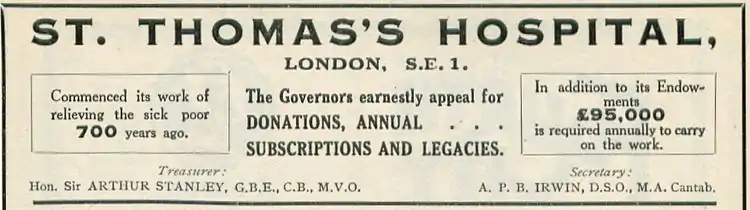 ST. THOMAS'S HOSPITAL,
LONDON, S.E. 1.
Commenced its work of
relieving the sick poor
700 years ago.
The Governors earnestly appeal for
DONATIONS, ANNUAL . . .
SUBSCRIPTIONS AND LEGACIES.
In addition to its Endow-
ments
£95,000
is required annually to carry
on the work.
Treasurer:
Hon. Sir ARTHUR STANLEY, G.B.E., C.B., M.V.O.
Secretary:
A. P. B. IRWIN, D.S.O., M.A. Cantab.